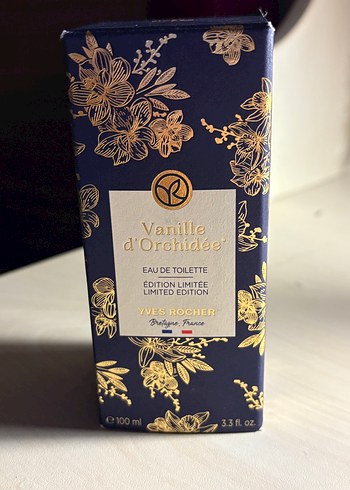 YR
Vanille
d'Orchidée*
EAU DE TOILETTE
ÉDITION LIMITÉE
LIMITED EDITION
YVES ROCHER
Bretagne, France
℮ 100 ml 3.3 fl. oz.